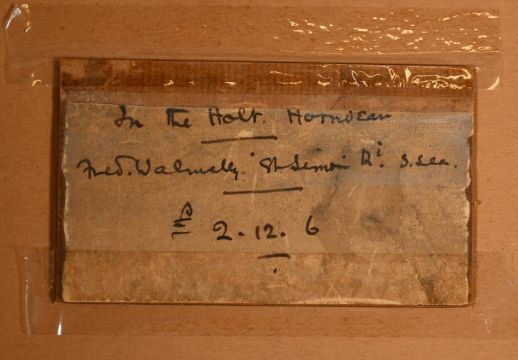 In the Holt. Horndean
Fred. Walmsley. St Simon Rd. S.sea.
2.12.6